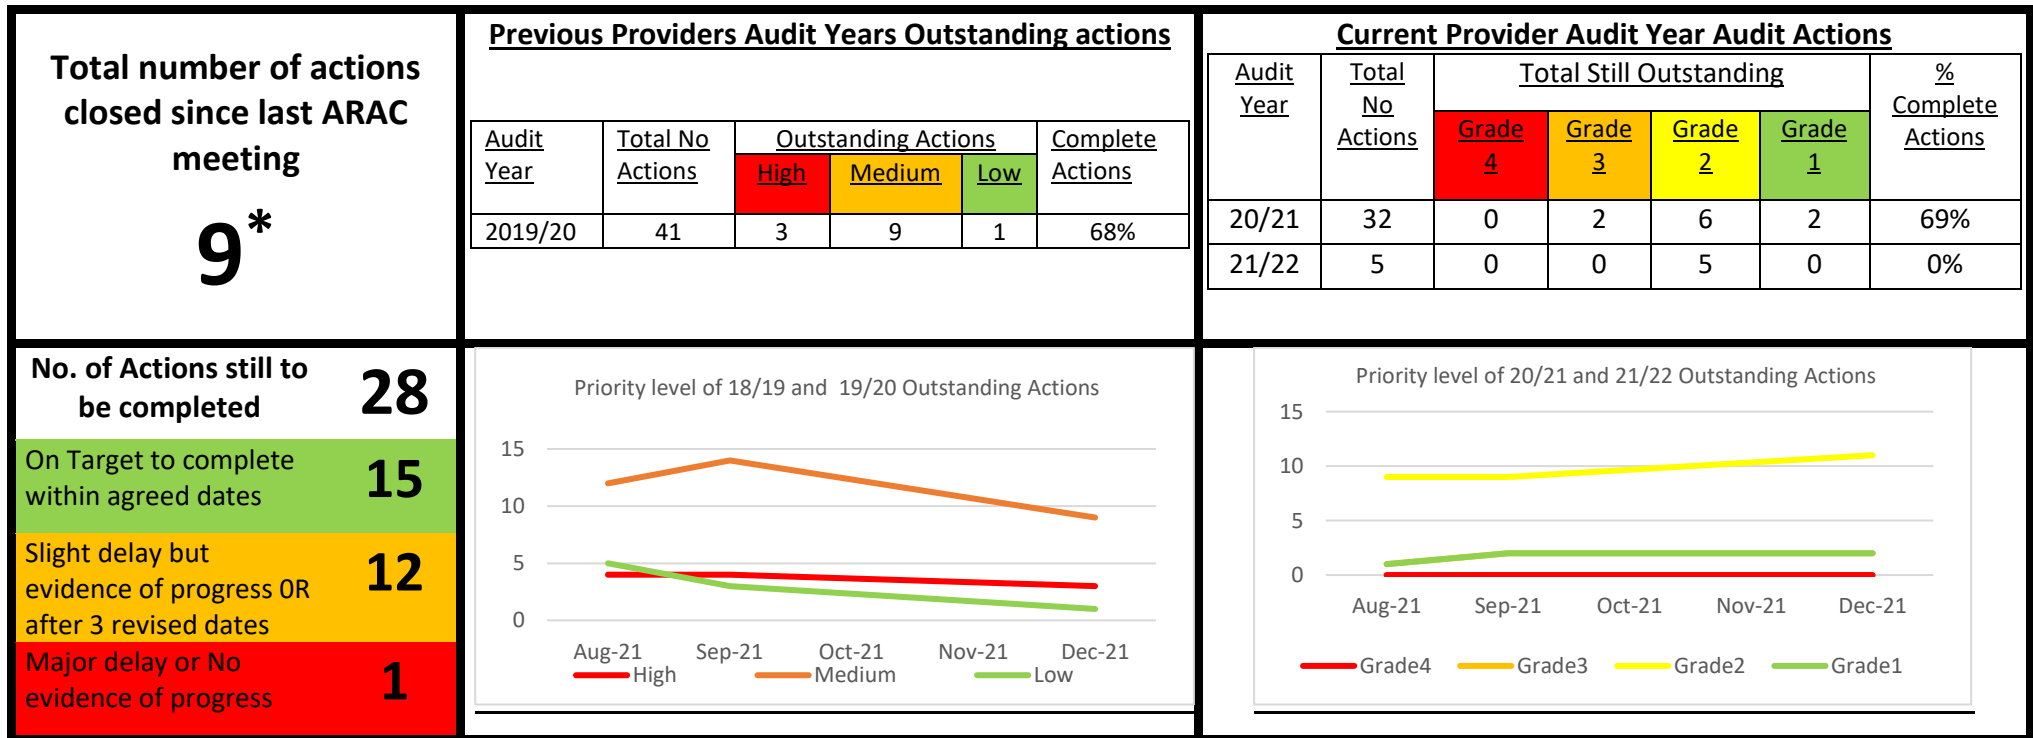 Total number of actions
closed since last ARAC
meeting
9*
Previous Providers Audit Years Outstanding actions
Audit Year Total No Actions Outstanding Actions Complete Actions
High Medium Low
2019/20 41 3 9 1 68%
Current Provider Audit Year Audit Actions
Audit Year Total No Actions Total Still Outstanding % Complete Actions
Grade 4 Grade 3 Grade 2 Grade 1
20/21 32 0 2 6 2 69%
21/22 5 0 0 5 0 0%
No. of Actions still to
be completed 28
On Target to complete
within agreed dates 15
Slight delay but
evidence of progress 0R
after 3 revised dates 12
Major delay or No
evidence of progress 1
Priority level of 18/19 and 19/20 Outstanding Actions
15
10
5
0
Aug-21 Sep-21 Oct-21 Nov-21 Dec-21
High Medium Low
Priority level of 20/21 and 21/22 Outstanding Actions
15
10
5
0
Aug-21 Sep-21 Oct-21 Nov-21 Dec-21
Grade4 Grade3 Grade2 Grade1